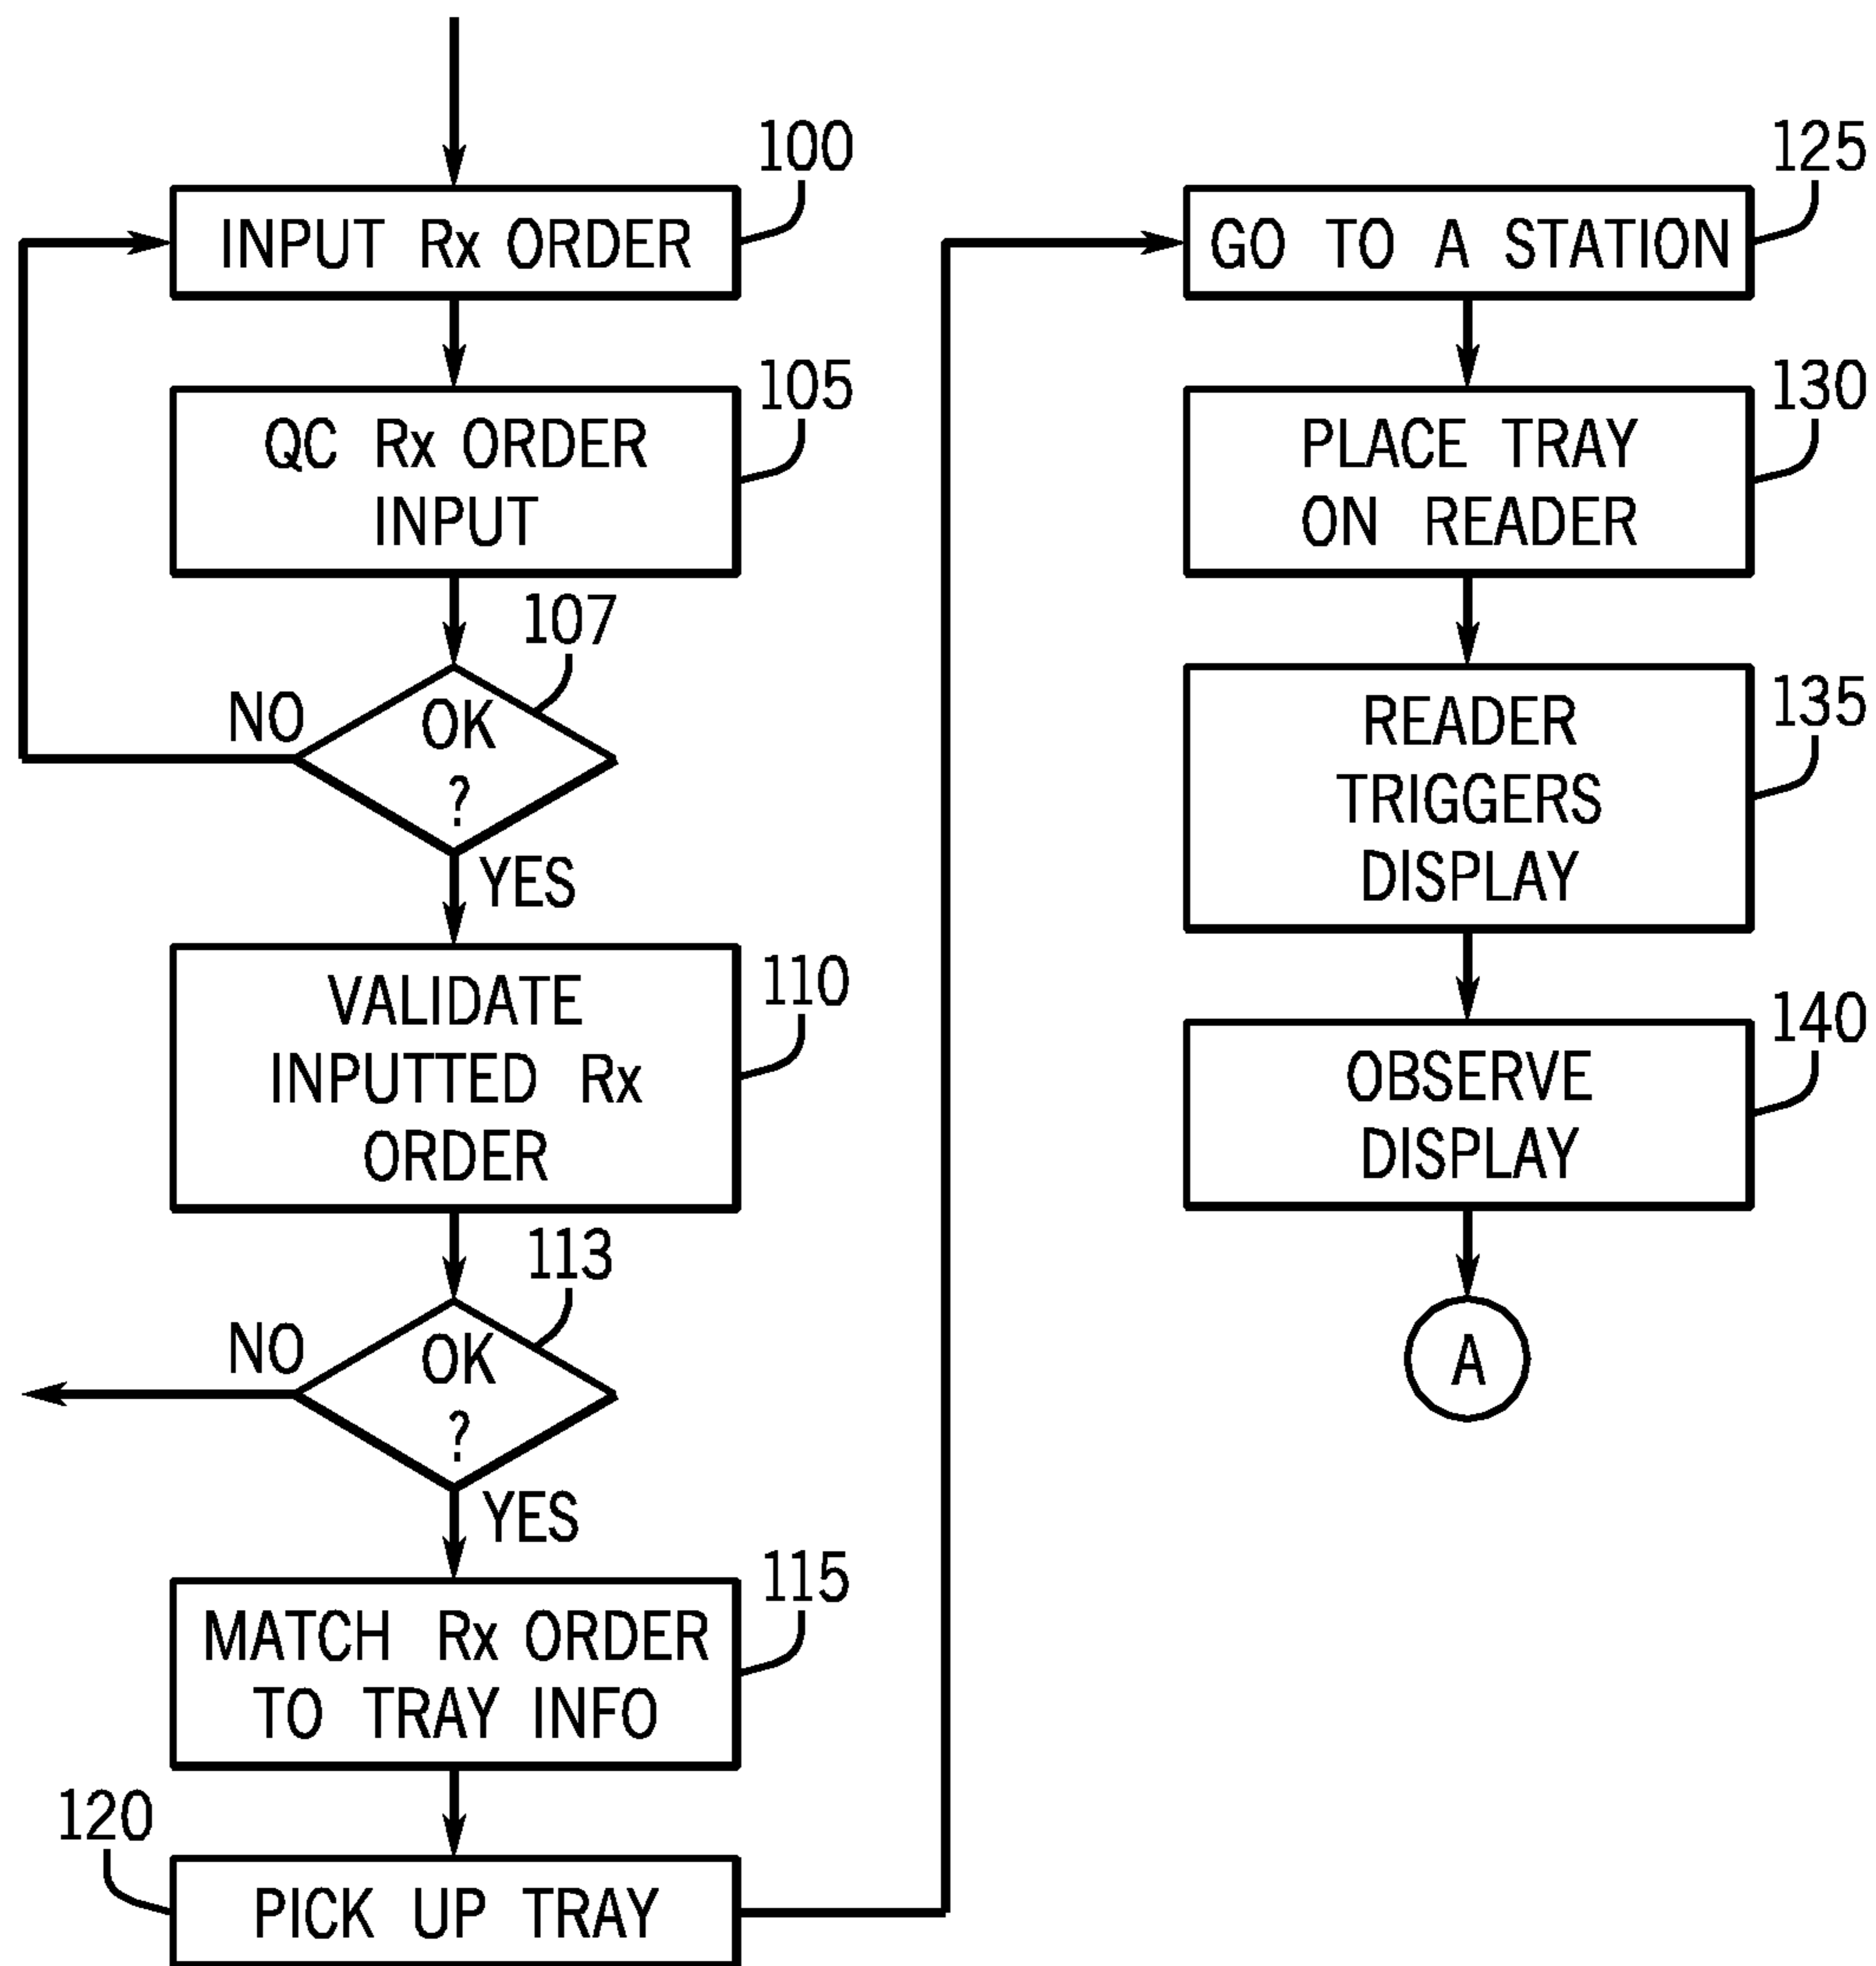 100
INPUT Rx ORDER
105
QC Rx ORDER
INPUT
107
NO
OK
?
YES
110
VALIDATE
INPUTTED Rx
ORDER
113
NO
OK
?
YES
115
MATCH Rx ORDER
TO TRAY INFO
120
PICK UP TRAY
125
GO TO A STATION
130
PLACE TRAY
ON READER
135
READER
TRIGGERS
DISPLAY
140
OBSERVE
DISPLAY
A